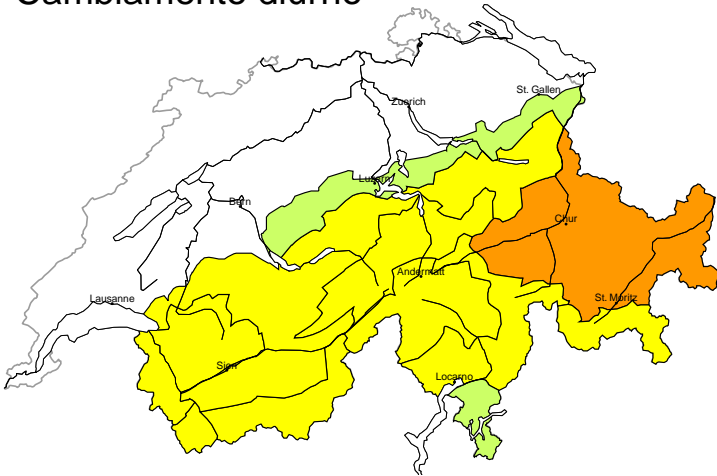 Cambiamento diurno
St. Gallen
Zuerich
Luzern
Bern
Chur
Andermatt
Lausanne
St. Moritz
Sion
Locarno